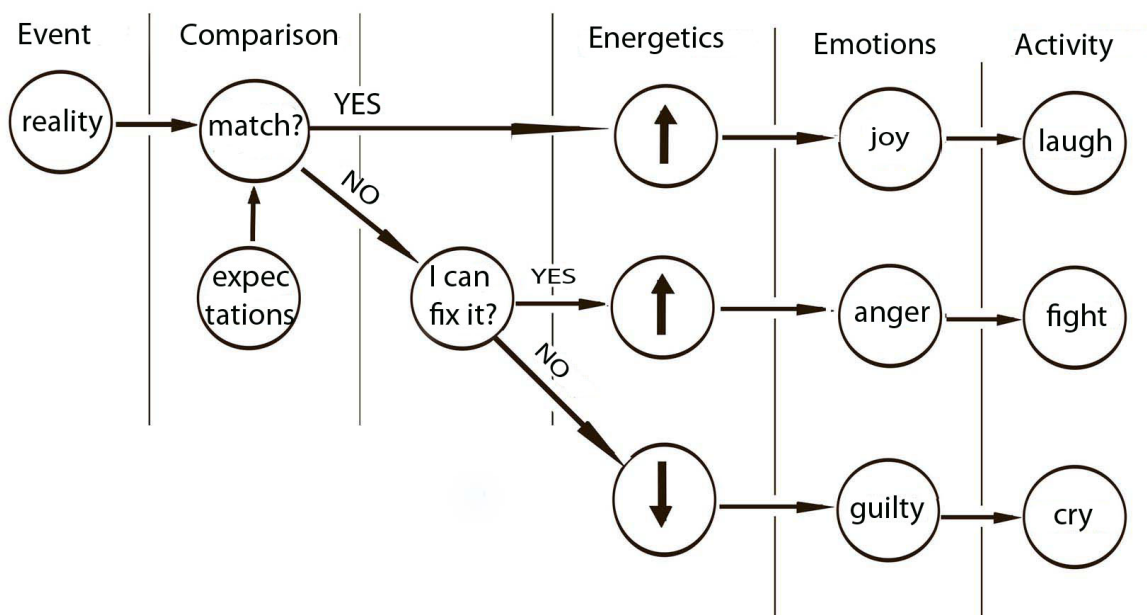 Event
Comparison
Energetics
Emotions
Activity
reality
match?
YES
joy
laugh
NO
expec
tations
I can
fix it?
YES
anger
fight
NO
guilty
cry